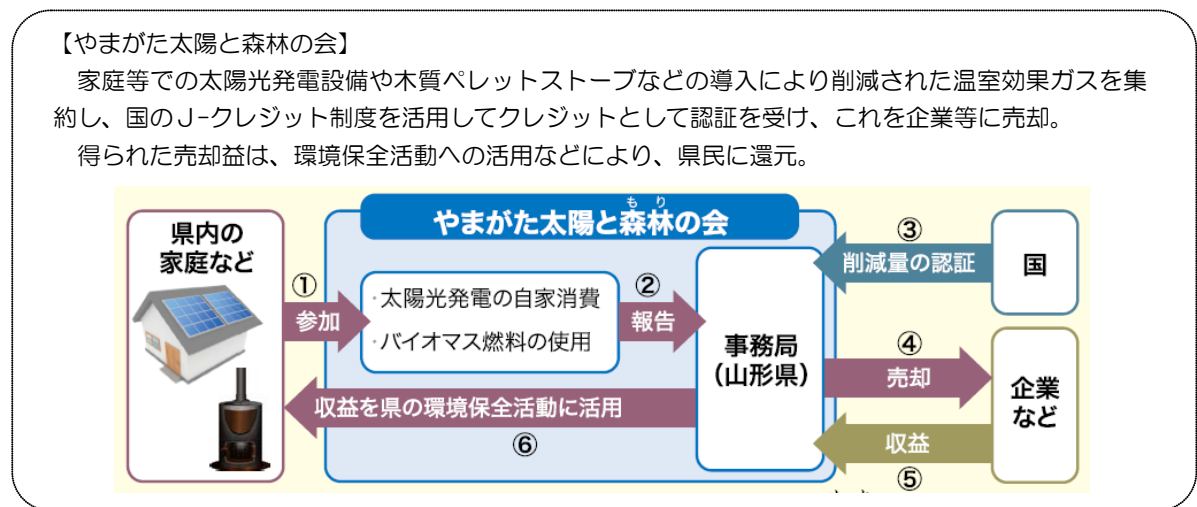 【やまがた太陽と森林の会】
家庭等での太陽光発電設備や木質ペレットストーブなどの導入により削減された温室効果ガスを集
約し、国のJ-クレジット制度を活用してクレジットとして認証を受け、これを企業等に売却。
得られた売却益は、環境保全活動への活用などにより、県民に還元。
もり
やまがた太陽と森林の会
県内の
家庭など
①
参加
・太陽光発電の自家消費
・バイオマス燃料の使用
②
報告
事務局
(山形県)
③
削減量の認証
国
④
売却
企業
など
収益
⑤
収益を県の環境保全活動に活用
⑥